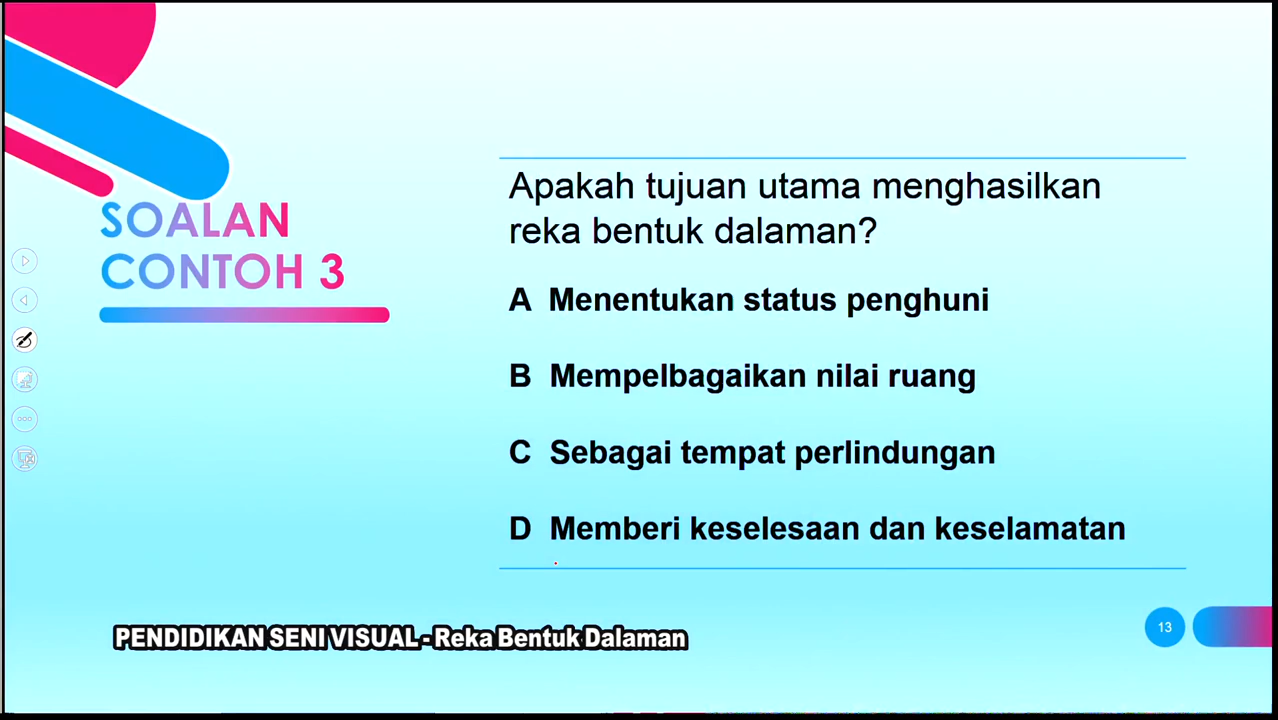 SOALAN
CONTOH 3
Apakah tujuan utama menghasilkan
reka bentuk dalaman?
A Menentukan status penghuni
B Mempelbagaikan nilai ruang
C Sebagai tempat perlindungan
D Memberi keselesaan dan keselamatan
PENDIDIKAN SENI VISUAL - Reka Bentuk Dalaman
13